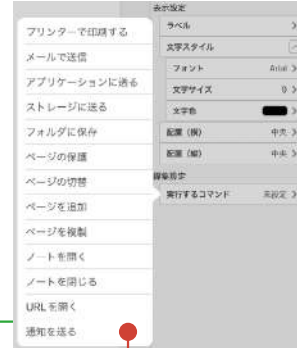 プリンターで印刷する
メールで送信
アプリケーションに送る
ストレージに送る
フォルダに保存
ページの保護
ページの切替
ページを追加
ページを複製
ノートを開く
ノートを閉じる
URLを開く
通知を送る
表示設定
ラベル
文字スタイル
フォント Arial
文字サイズ 9
文字色
配置（横） 中央
配置（縦） 中央
編集設定
実行するコマンド 未設定